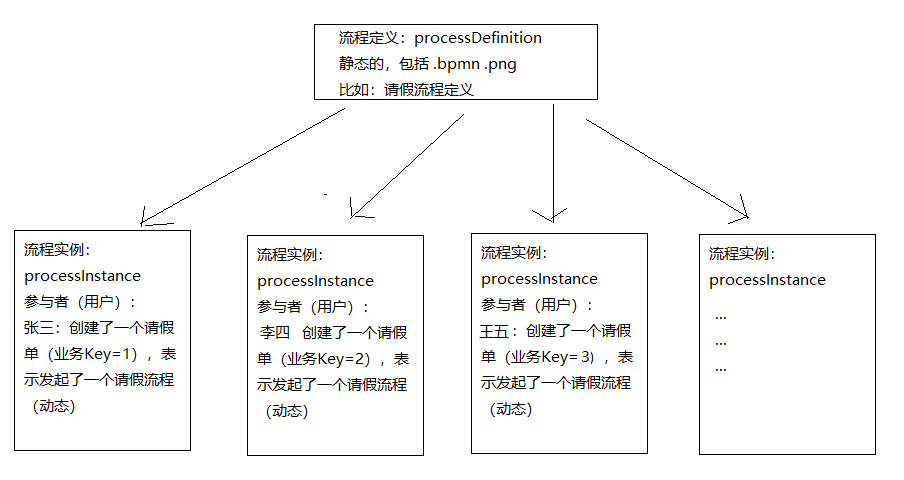 流程定义：processDefinition
静态的，包括 .bpmn .png
比如：请假流程定义
流程实例：
processInstance
参与者（用户）：
张三：创建了一个请假
单（业务Key=1），表
示发起了一个请假流程
（动态）
流程实例：
processInstance
参与者（用户）：
李四 创建了一个请假
单（业务Key=2），表
示发起了一个请假流程
（动态）
流程实例：
processInstance
参与者（用户）：
王五：创建了一个请假
单（业务Key= 3），表
示发起了一个请假流程
（动态）
流程实例：
processInstance
...
...
...